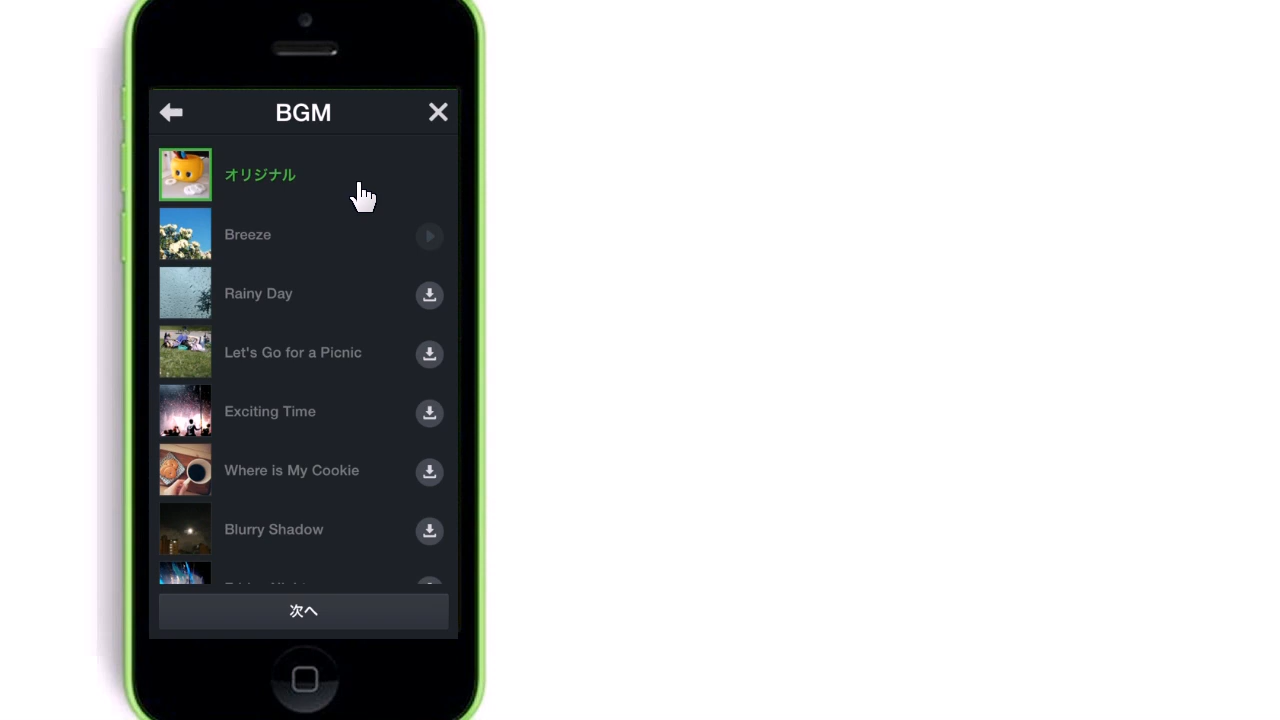 BGM
オリジナル
Breeze
Rainy Day
Let's Go for a Picnic
Exciting Time
Where is My Cookie
Blurry Shadow
次へ